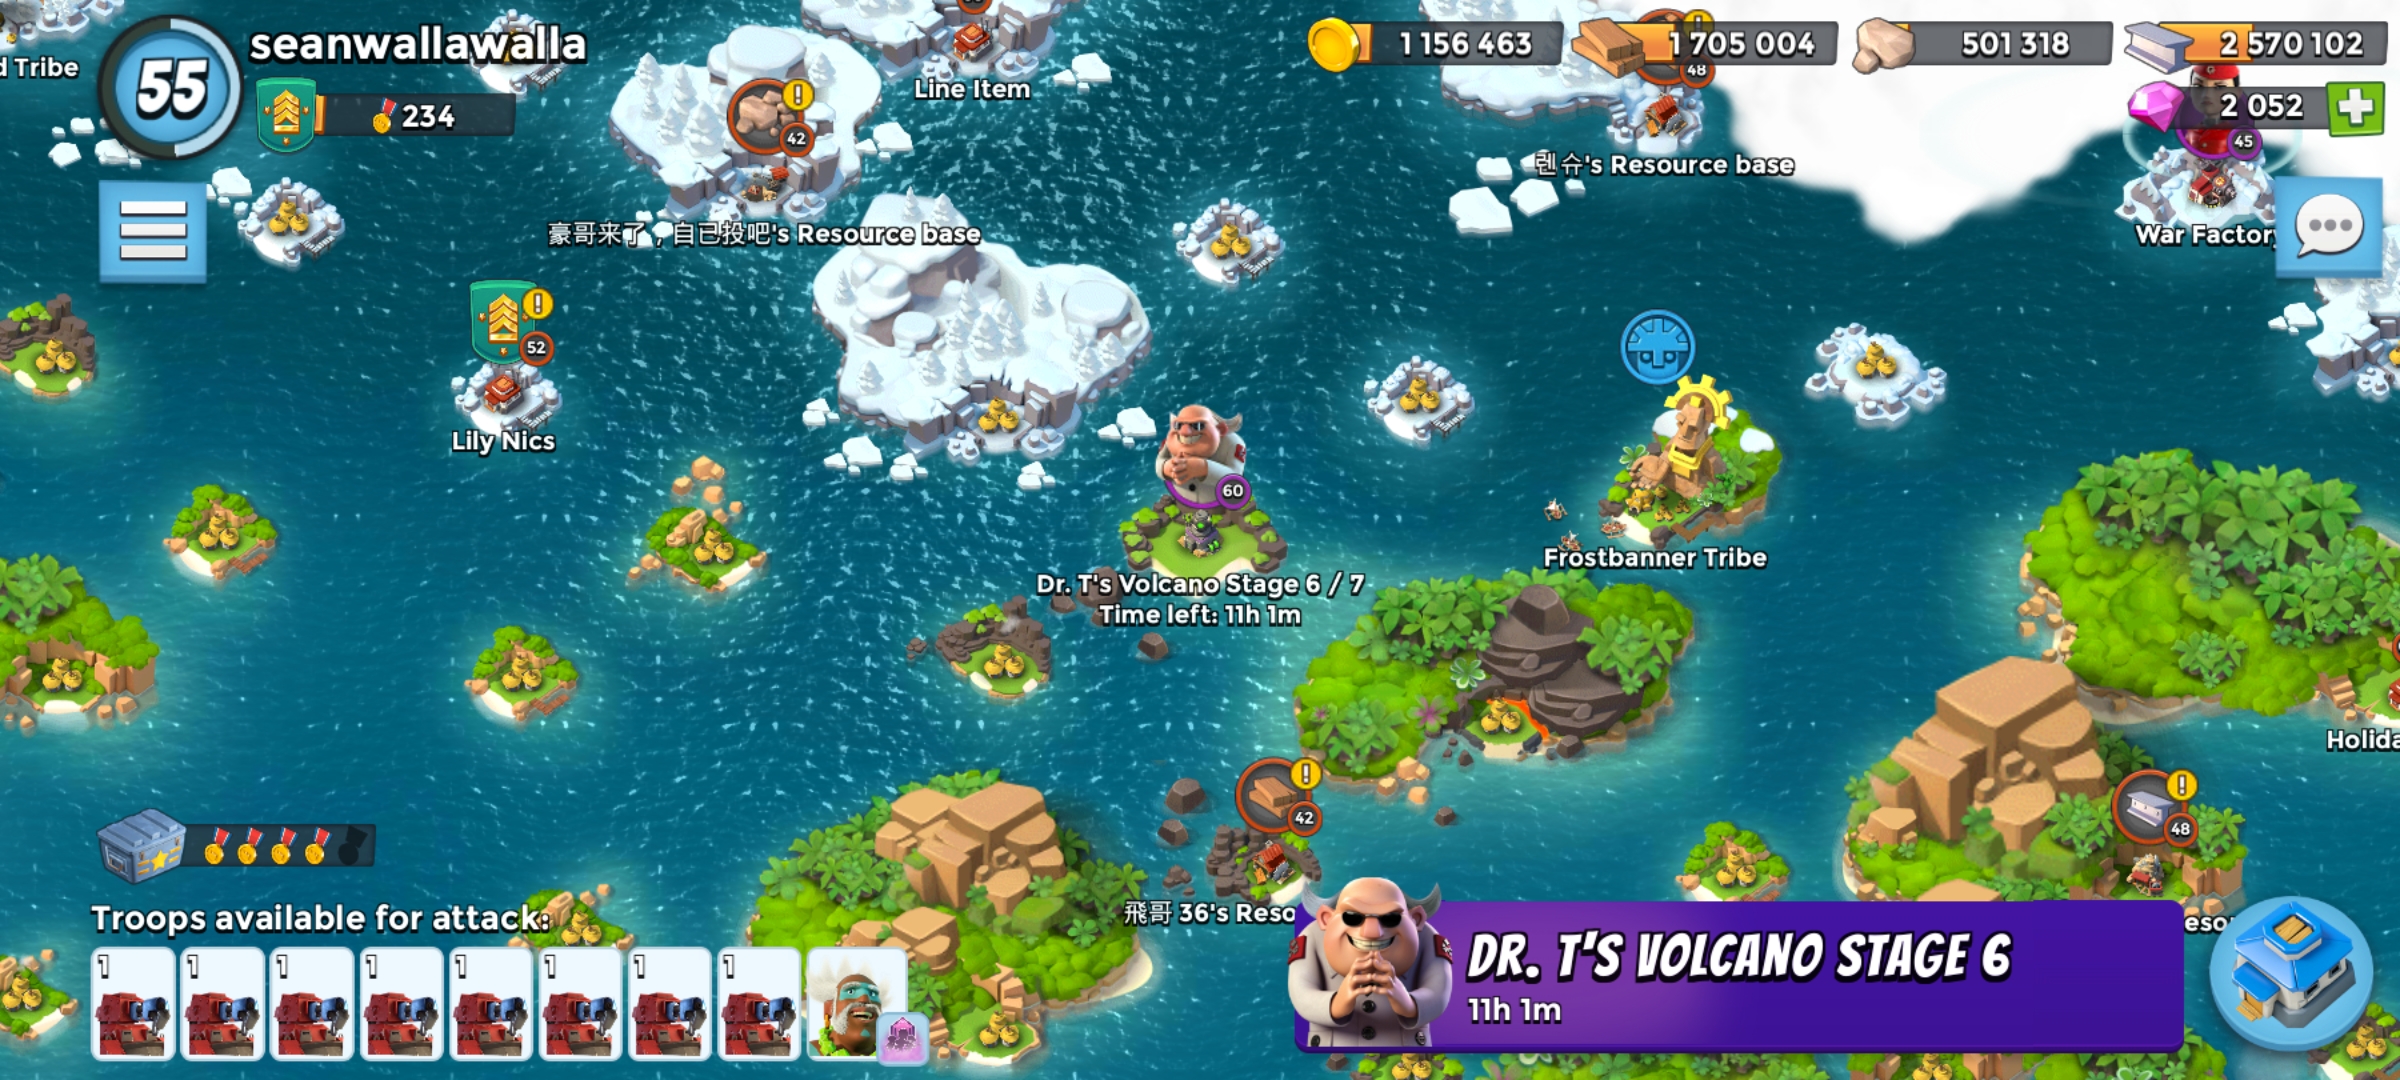 d Tribe
55
seanwallawalla
234
Line Item
1 156 463
1 705 004
501 318
2 570 102
2 052
48
42
45
렌슈's Resource base
War Factory
豪哥来了，自已投吧's Resource base
52
Lily Nics
60
Dr. T's Volcano Stage 6 / 7
Time left: 11h 1m
Frostbanner Tribe
Holida
42
48
飛哥 36's Reso
esou
Troops available for attack:
1
1
1
1
1
1
1
1
DR. T'S VOLCANO STAGE 6
11h 1m